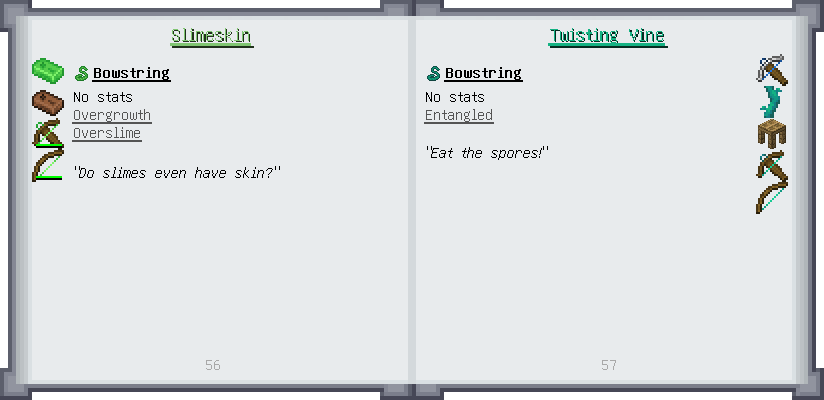 Slimeskin
Bowstring
No stats
Overgrowth
Overslime
"Do slimes even have skin?"
56
Twisting Vine
Bowstring
No stats
Entangled
"Eat the spores!"
57